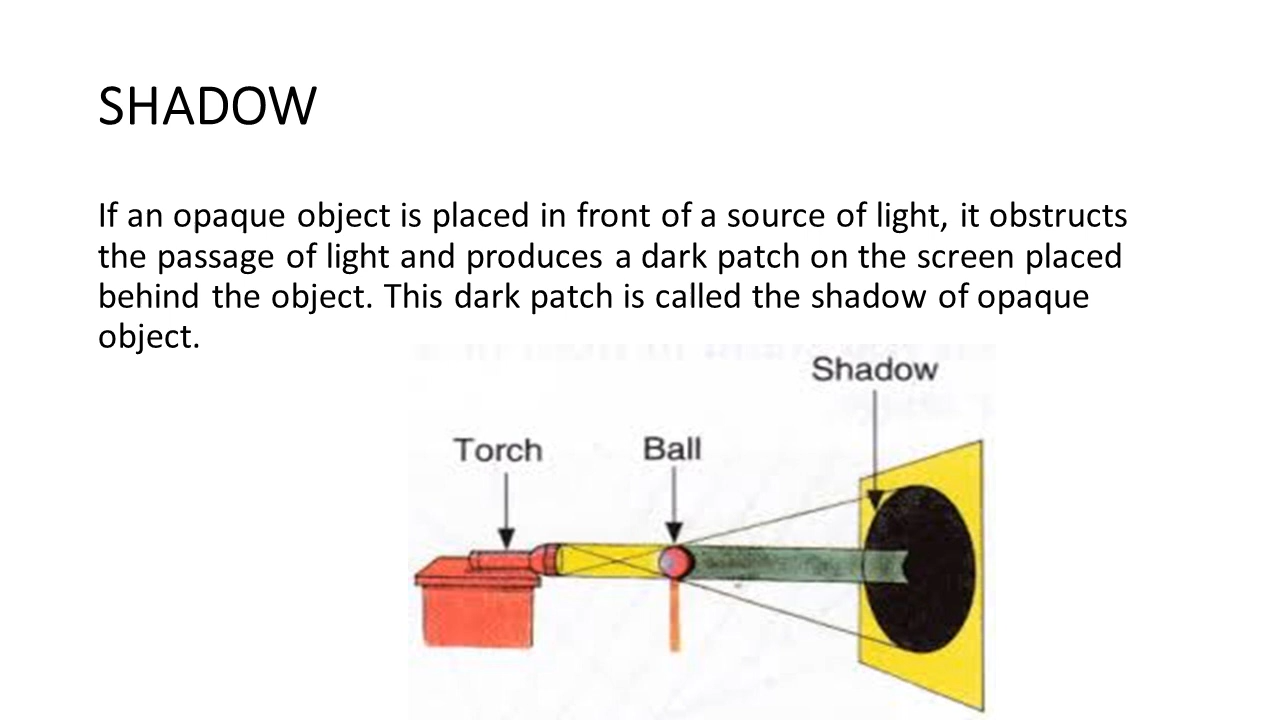 SHADOW
If an opaque object is placed in front of a source of light, it obstructs
the passage of light and produces a dark patch on the screen placed
behind the object. This dark patch is called the shadow of opaque
object.
Shadow
Torch
Ball